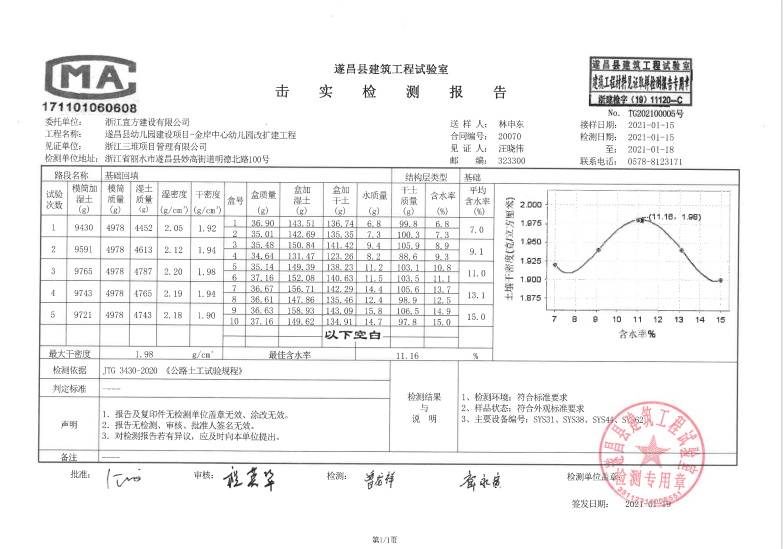 遂昌县建筑工程试验室
击 实 检 测 报 告
CMA
171101060608
遂昌县建筑工程试验室
建筑工程材料见证取样检测报告专用章
浙建检字（19）11120-C
No. TG202100005号
委托单位： 浙江宜方建设有限公司 送 样 人： 林申东 接样日期： 2021-01-15
工程名称： 遂昌县幼儿园建设项目-金岸中心幼儿园改扩建工程 合同编号： 20070 检测日期： 2021-01-15
见证单位： 浙江三维项目管理有限公司 见 证 人： 汪晓伟 至： 2021-01-18
检测单位地址： 浙江省丽水市遂昌县妙高街道明德北路100号 邮 编： 323300 联系电话： 0578-8123171
路段名称 基础回填 结构层类型 基础
试验次数 模筒加湿土(g) 模筒质量(g) 湿土质量(g) 湿密度(g/cm³) 干密度(g/cm³) 盒号 盒质量(g) 盒加湿土(g) 盒加干土(g) 水质量(g) 干土质量(g) 含水率(%) 平均含水率(%)
1 9430 4978 4452 2.05 1.92 1 36.90 143.51 136.74 6.8 99.8 6.8 7.0
2 35.01 142.69 135.35 7.3 100.3 7.3
2 9591 4978 4613 2.12 1.94 3 35.48 150.84 141.42 9.4 105.9 8.9 9.1
4 34.64 131.47 123.26 8.2 88.6 9.3
3 9765 4978 4787 2.20 1.98 5 35.14 149.39 138.23 11.2 103.1 10.8 11.0
6 37.16 152.08 140.63 11.5 103.5 11.1
4 9743 4978 4765 2.19 1.94 7 36.67 156.71 142.29 14.4 105.6 13.7 13.1
8 36.61 147.86 135.46 12.4 98.9 12.5
5 9721 4978 4743 2.18 1.90 9 36.63 158.93 143.09 15.8 106.5 14.9 15.0
10 37.16 149.62 134.91 14.7 97.8 15.0
以下空白
土壤干密度(克/立方厘米)
2.000
1.975
1.950
1.925
1.900
1.875
(11.16, 1.98)
7 8 9 10 11 12 13 14 15
含水率%
最大干密度 1.98 g/cm³ 最佳含水率 11.16 %
检测依据 JTG 3430-2020 《公路土工试验规程》
判定标准 ----
声明
1. 报告及复印件无检测单位盖章无效、涂改无效。
2. 报告无检测、审核、批准人签名无效。
3. 对检测报告若有异议，应及时向本单位提出。
检测结果
与
说 明
1、检测环境：符合标准要求
2、样品状态：符合外观标准要求
3、主要设备编号：SYS31、SYS38、SYS44、SYS62
备注 ----
遂昌县建筑工程试验室
检测专用章
批准： 审核： 检测： 检测单位盖章：
签发日期： 2021-01-19
第1/1页